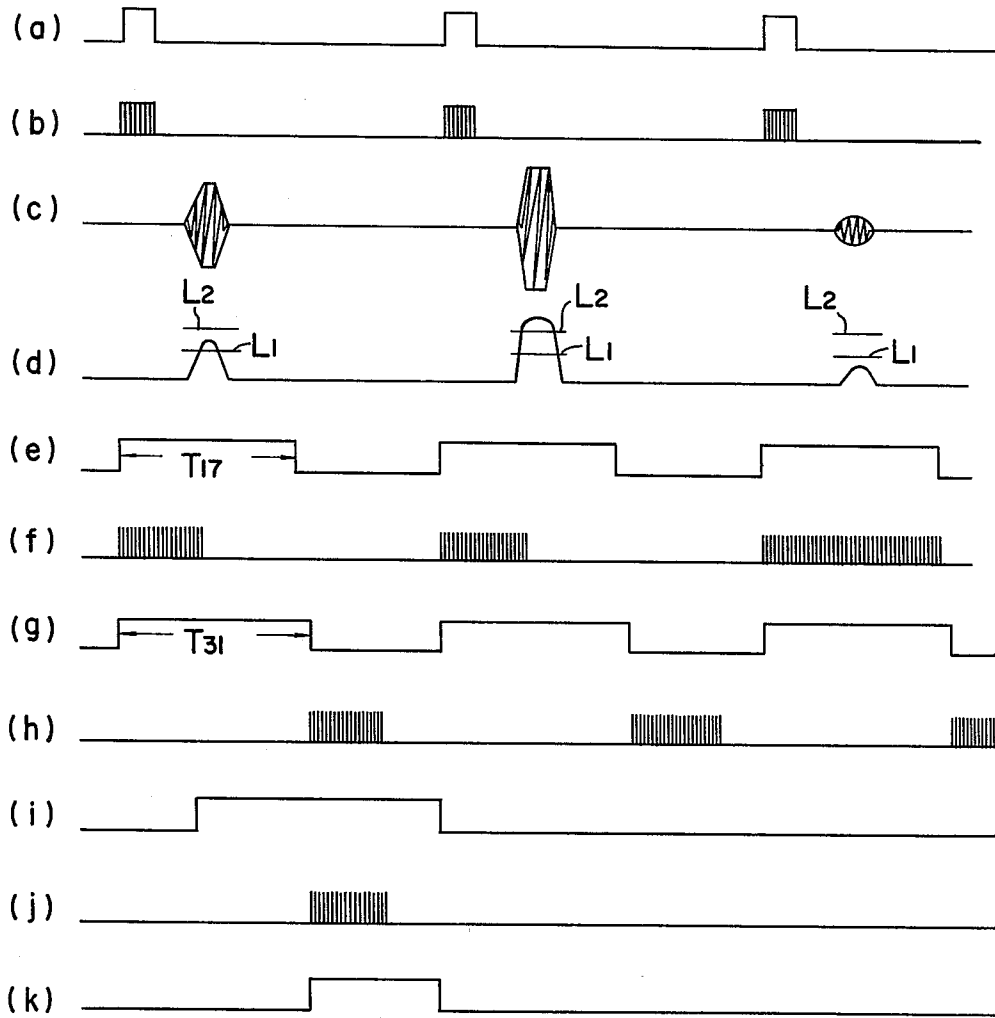 (a)
(b)
(c)
L2 L2 L2
L1 L1 L1
(d)
(e)
T17
(f)
(g)
T31
(h)
(i)
(j)
(k)